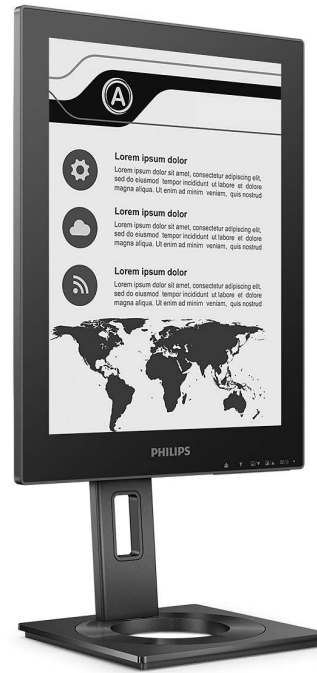 A
Lorem ipsum dolor
Lorem ipsum dolor sit amet, consectetur adipiscing elit,
sed do eiusmod tempor incididunt ut labore et dolore
magna aliqua. Ut enim ad minim veniam, quis nostrud
Lorem ipsum dolor
Lorem ipsum dolor sit amet, consectetur adipiscing elit,
sed do eiusmod tempor incididunt ut labore et dolore
magna aliqua. Ut enim ad minim veniam, quis nostrud
Lorem ipsum dolor
Lorem ipsum dolor sit amet, consectetur adipiscing elit,
sed do eiusmod tempor incididunt ut labore et dolore
magna aliqua. Ut enim ad minim veniam, quis nostrud
PHILIPS